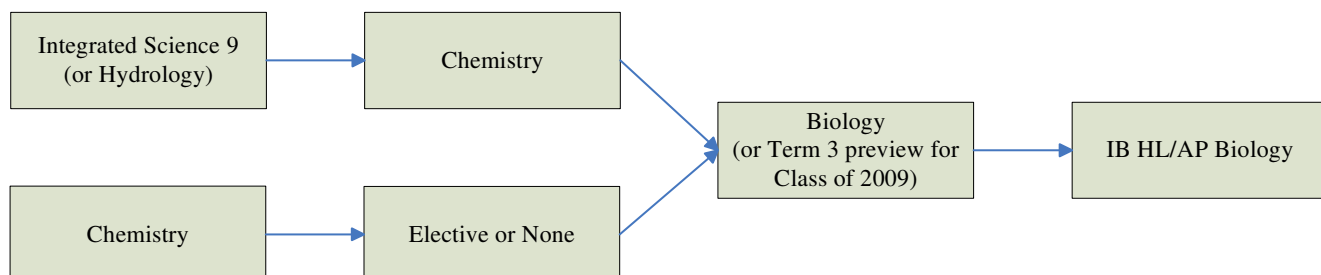 Integrated Science 9
(or Hydrology)
Chemistry
Biology
(or Term 3 preview for
Class of 2009)
IB HL/AP Biology
Chemistry
Elective or None